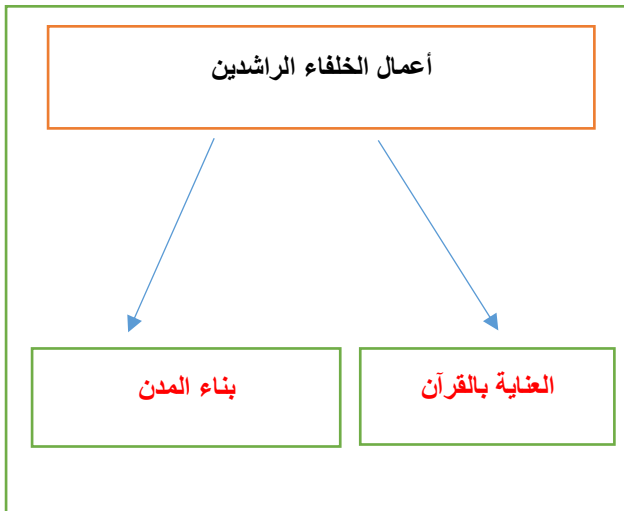 أعمال الخلفاء الراشدين
العناية بالقرآن
بناء المدن